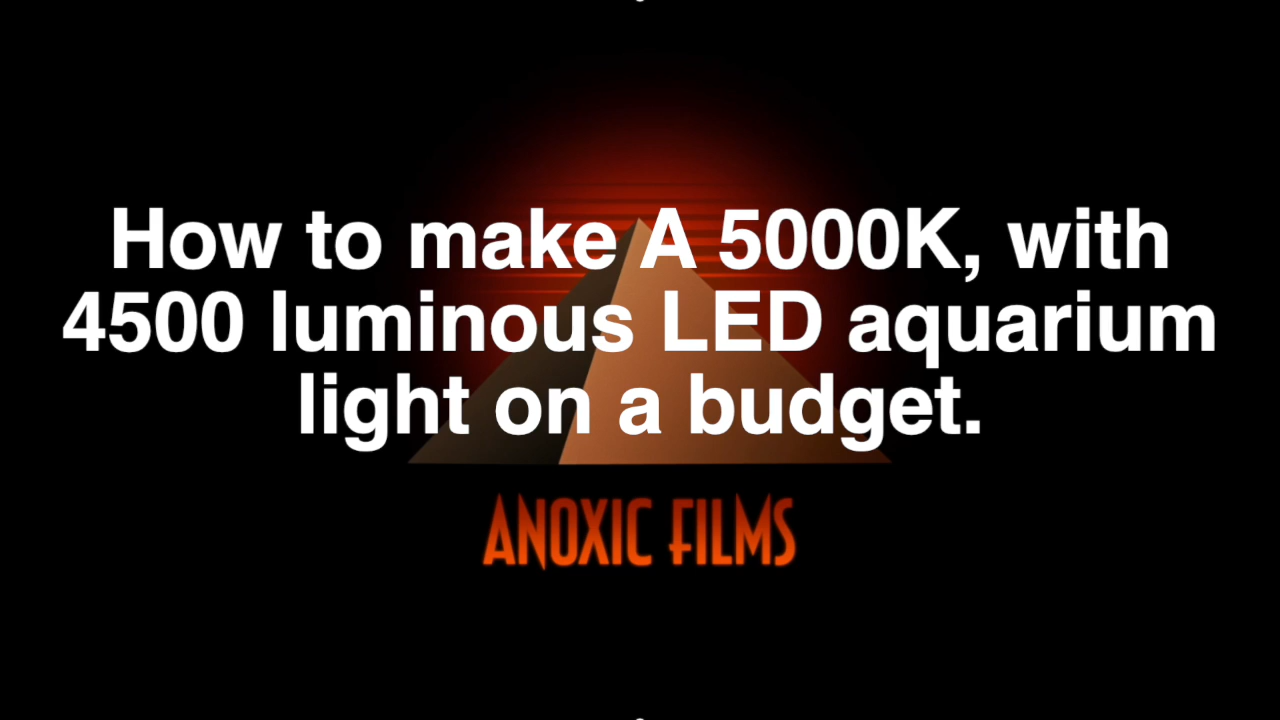 How to make A 5000K, with
4500 luminous LED aquarium
light on a budget.
ANOXIC FILMS